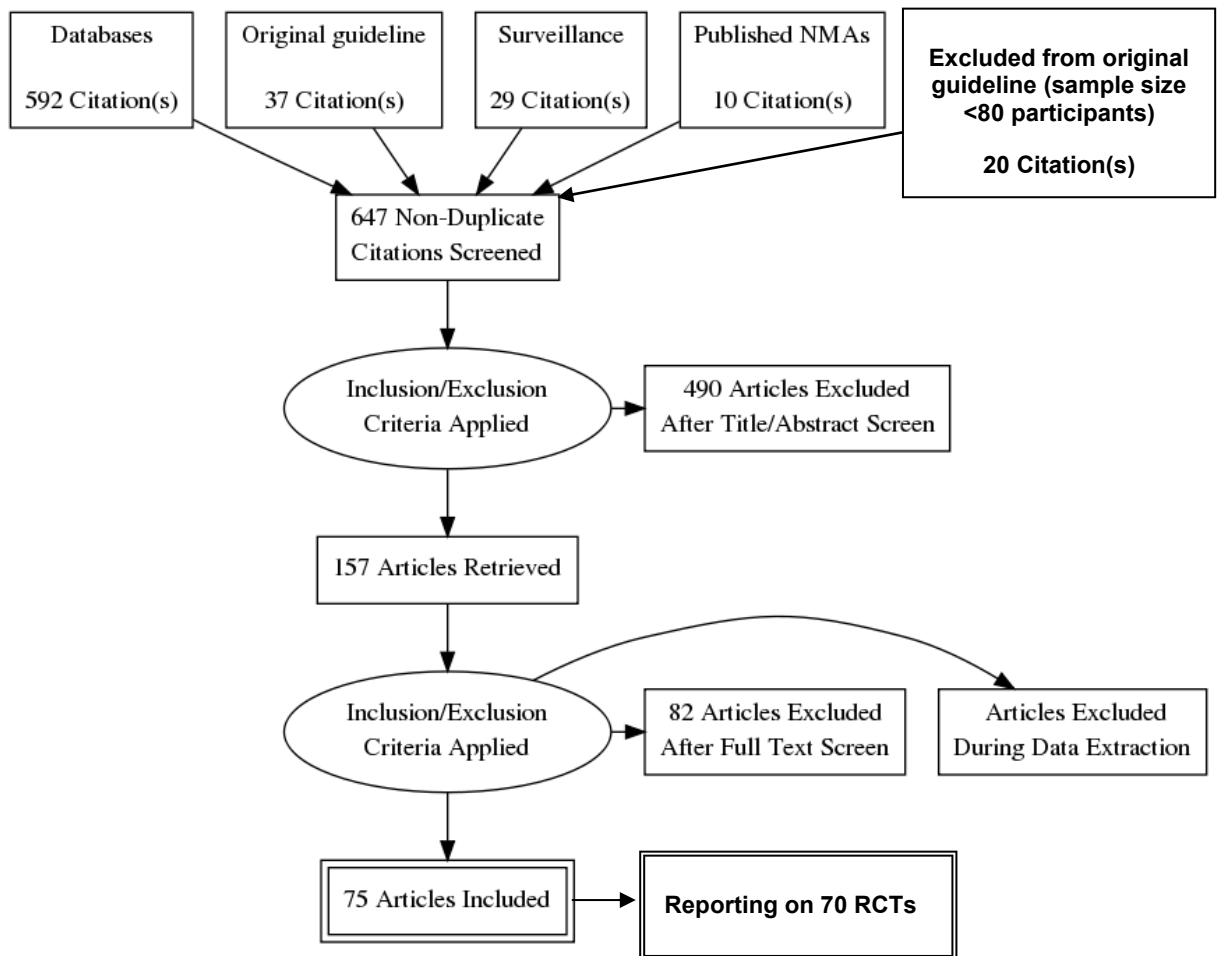 Databases
592 Citation(s)
Original guideline
37 Citation(s)
Surveillance
29 Citation(s)
Published NMAs
10 Citation(s)
Excluded from original
guideline (sample size
<80 participants)
20 Citation(s)
647 Non-Duplicate
Citations Screened
Inclusion/Exclusion
Criteria Applied
490 Articles Excluded
After Title/Abstract Screen
157 Articles Retrieved
Inclusion/Exclusion
Criteria Applied
82 Articles Excluded
After Full Text Screen
Articles Excluded
During Data Extraction
75 Articles Included
Reporting on 70 RCTs